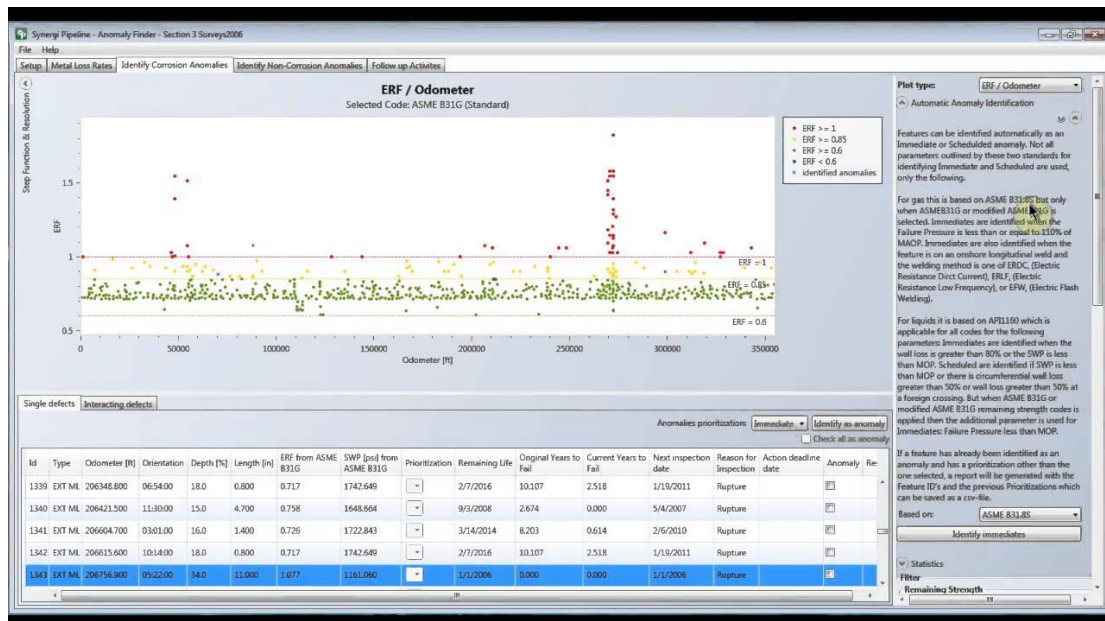 Synergi Pipeline - Anomaly Finder - Section 3 Surveys2006
File Help
Setup Metal Loss Rates Identify Corrosion Anomalies Identify Non-Corrosion Anomalies Follow up Activites
Step Function & Resolution
ERF / Odometer
Selected Code: ASME B31G (Standard)
ERF >= 1
ERF >= 0.85
ERF >= 0.6
ERF < 0.6
identified anomalies
ERF
1.5
1
0.5
ERF = 1
ERF = 0.85
ERF = 0.6
0 50000 100000 150000 200000 250000 300000 350000
Odometer [ft]
Plot type: ERF / Odometer
Automatic Anomaly Identification
Features can be identified automatically as an
Immediate or Schedulded anomaly. Not all
parameters outlined by these two standards for
identifying Immediate and Scheduled are used,
only the following.
For gas this is based on ASME B31.8S but only
when ASMEB31G or modified ASME B31G is
selected. Immediates are identified when the
Failure Pressure is less than or equal to 110% of
MAOP. Immediates are also identified when the
feature is on an onshore longitudinal weld and
the welding method is one of ERDC, (Electric
Resistance Dirct Current), ERLF, (Electric
Resistance Low Frequency), or EFW, (Electric Flash
Welding).
For liquids it is based on API1160 which is
applicable for all codes for the following
parameters: Immediates are identified when the
wall loss is greater than 80% or the SWP is less
than MOP. Scheduled are identified if SWP is less
than MOP or there is circumferential wall loss
greater than 50% or wall loss greater than 50% at
a foreign crossing. But when ASME B31G or
modified ASME B31G remaining strength codes is
applied then the additional parameter is used for
Immediates: Failure Pressure less than MOP.
If a feature has already been identified as an
anomaly and has a prioritization other than the
one selected, a report will be generated with the
Feature ID's and the previous Prioritizations which
can be saved as a csv-file.
Based on: ASME B31.8S
Identify immediates
Statistics
Filter
Remaining Strength
Single defects Interacting defects
Anomalies prioritization: Immediate Identify as anomaly
Check all as anomaly
Id Type Odometer [ft] Orientation Depth [%] Length [in] ERF from ASME B31G SWP [psi] from ASME B31G Prioritization Remaining Life Original Years to Fail Current Years to Fail Next inspection date Reason for Inspection Action deadline date Anomaly Re
1339 EXT ML 206348.800 06:54:00 18.0 0.800 0.717 1742.649 2/7/2016 10.107 2.518 1/19/2011 Rupture
1340 EXT ML 206421.500 11:30:00 15.0 4.700 0.758 1648.664 9/3/2008 2.674 0.000 5/4/2007 Rupture
1341 EXT ML 206604.700 03:01:00 16.0 1.400 0.726 1722.843 3/14/2014 8.203 0.614 2/6/2010 Rupture
1342 EXT ML 206615.600 10:14:00 18.0 0.800 0.717 1742.649 2/7/2016 10.107 2.518 1/19/2011 Rupture
1343 EXT ML 206756.900 05:22:00 34.0 11.000 1.077 1161.060 1/1/2006 0.000 0.000 1/1/2006 Rupture